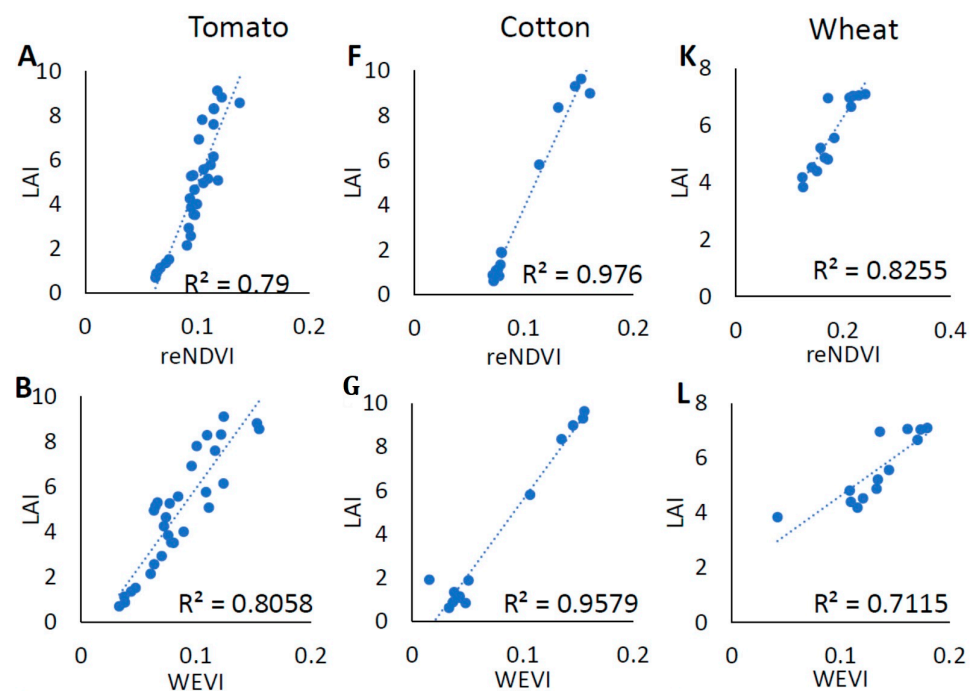 Tomato Cotton Wheat
A F K
10 10 8
8 8 6
6 6 4
4 4 2
2 2 0
0 0
LAI LAI LAI
R² = 0.79 R² = 0.976 R² = 0.8255
0 0.1 0.2 0 0.1 0.2 0 0.2 0.4
reNDVI reNDVI reNDVI
B G L
10 10 8
8 8 6
6 6 4
4 4 2
2 2 0
0 0
LAI LAI LAI
R² = 0.8058 R² = 0.9579 R² = 0.7115
0 0.1 0.2 0 0.1 0.2 0 0.1 0.2
WEVI WEVI WEVI